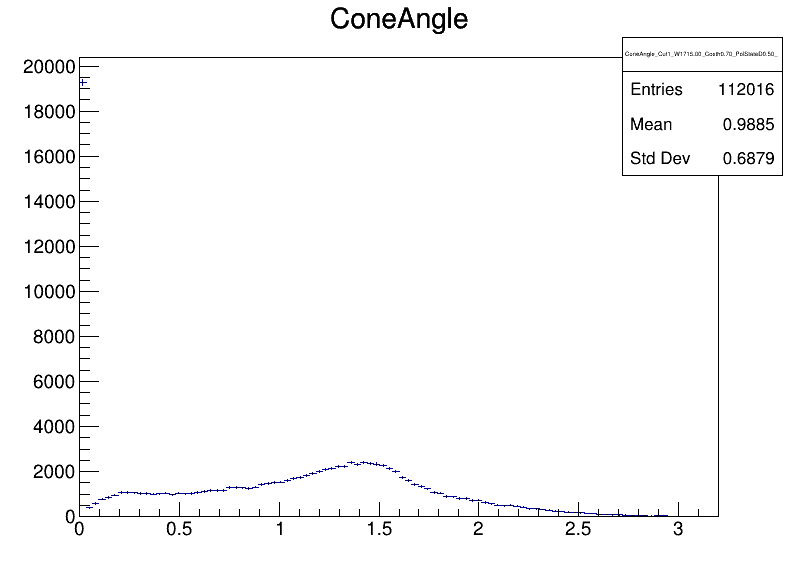 ConeAngle
ConeAngle_Cut1_W1715.00_Costh0.70_PolStateD0.50_
Entries 112016
Mean 0.9885
Std Dev 0.6879
20000
18000
16000
14000
12000
10000
8000
6000
4000
2000
0
0 0.5 1 1.5 2 2.5 3